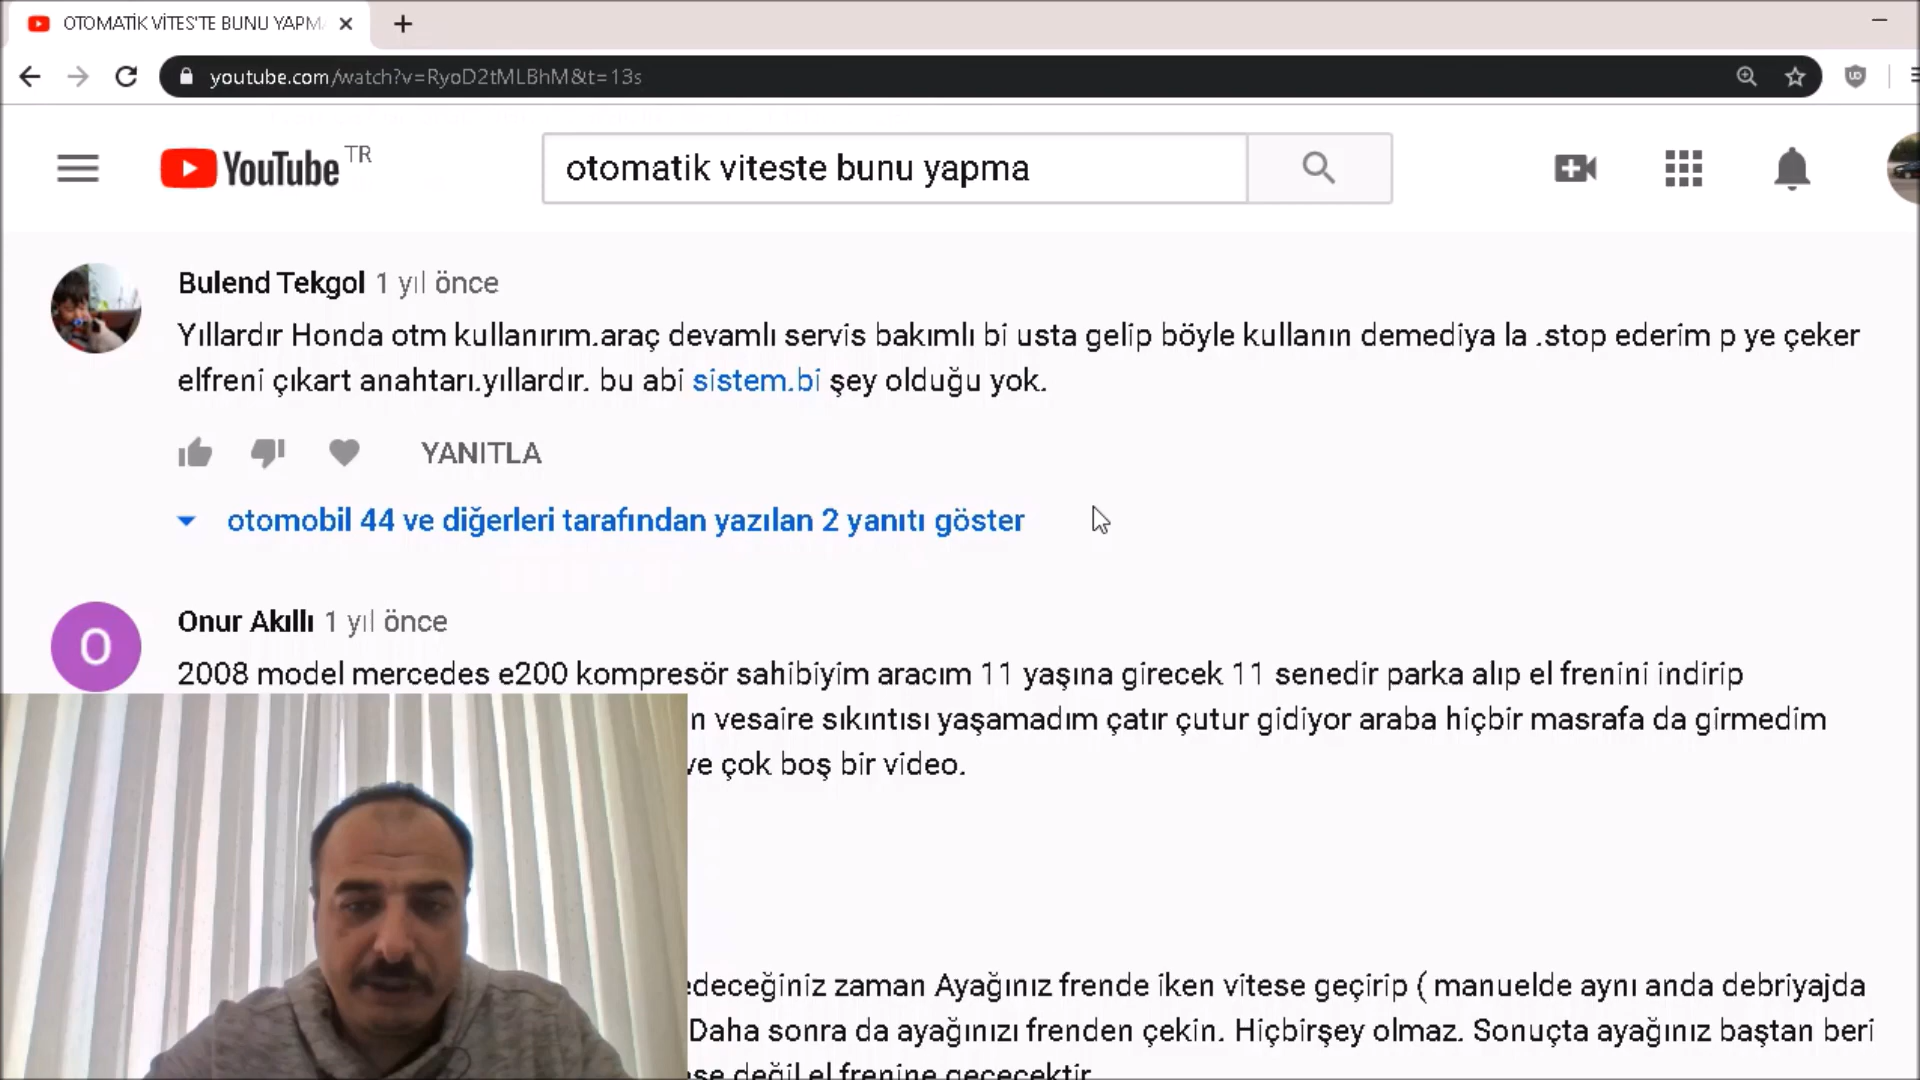 OTOMATİK VİTES'TE BUNU YAPM
youtube.com/watch?v=RyoD2tMLBhM&t=13s
YouTube TR
otomatik viteste bunu yapma
Bulend Tekgol 1 yıl önce
Yıllardır Honda otm kullanırım.araç devamlı servis bakımlı bi usta gelip böyle kullanın demediya la .stop ederim p ye çeker
elfreni çıkart anahtarı.yıllardır. bu abi sistem.bi şey olduğu yok.
YANITLA
otomobil 44 ve diğerleri tarafından yazılan 2 yanıtı göster
O
Onur Akıllı 1 yıl önce
2008 model mercedes e200 kompresör sahibiyim aracım 11 yaşına girecek 11 senedir parka alıp el frenini indirip
n vesaire sıkıntısı yaşamadım çatır çutur gidiyor araba hiçbir masrafa da girmedim
ve çok boş bir video.
edeceğiniz zaman Ayağınız frende iken vitese geçirip ( manuelde aynı anda debriyajda
Daha sonra da ayağınızı frenden çekin. Hiçbirşey olmaz. Sonuçta ayağınız baştan beri
ese değil el frenine geçecektir